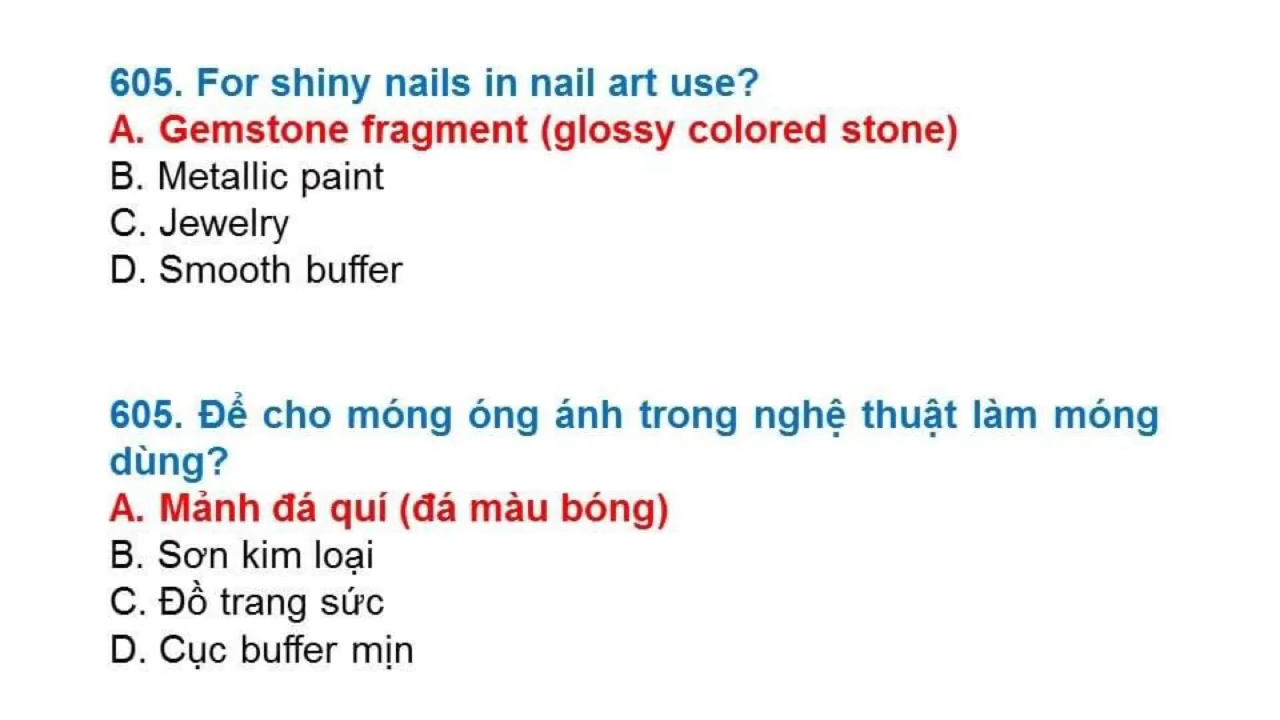 605. For shiny nails in nail art use?
A. Gemstone fragment (glossy colored stone)
B. Metallic paint
C. Jewelry
D. Smooth buffer
605. Để cho móng óng ánh trong nghệ thuật làm móng
dùng?
A. Mảnh đá quí (đá màu bóng)
B. Sơn kim loại
C. Đồ trang sức
D. Cục buffer mịn